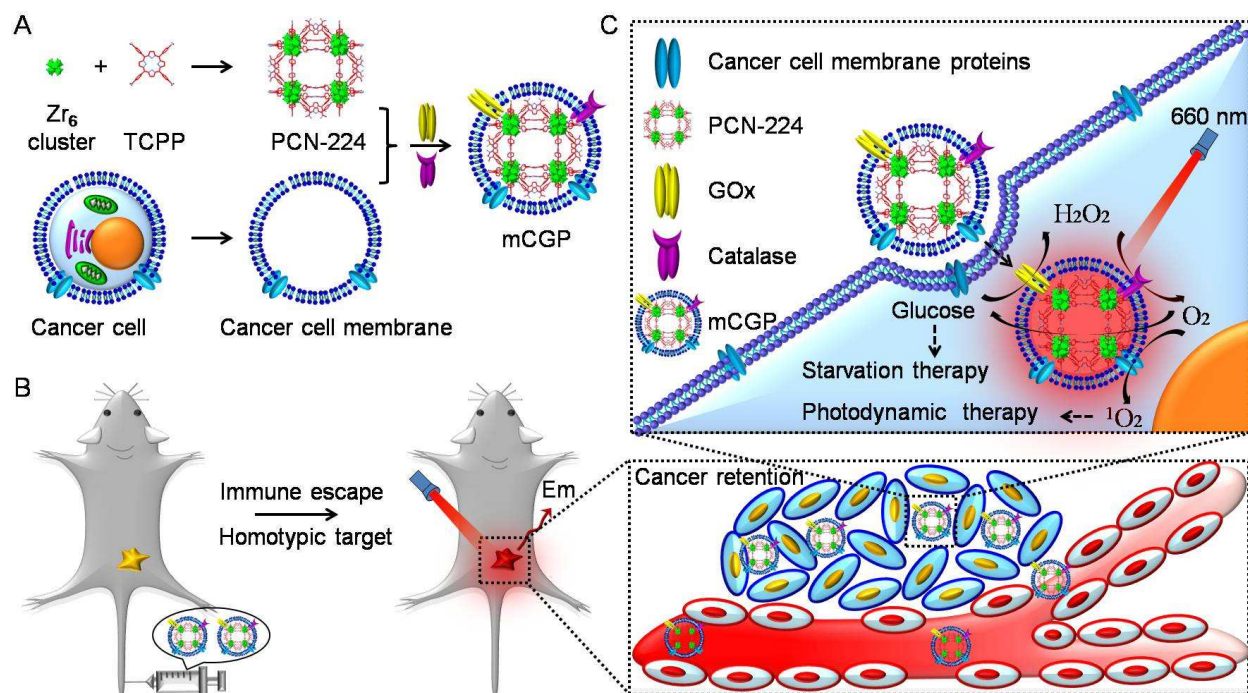 A
+
Zr6
cluster
TCPP
PCN-224
mCGP
Cancer cell
Cancer cell membrane
B
Immune escape
Homotypic target
Em
C
Cancer cell membrane proteins
PCN-224
GOx
Catalase
mCGP
660 nm
H2O2
Glucose
O2
Starvation therapy
Photodynamic therapy
¹O2
Cancer retention